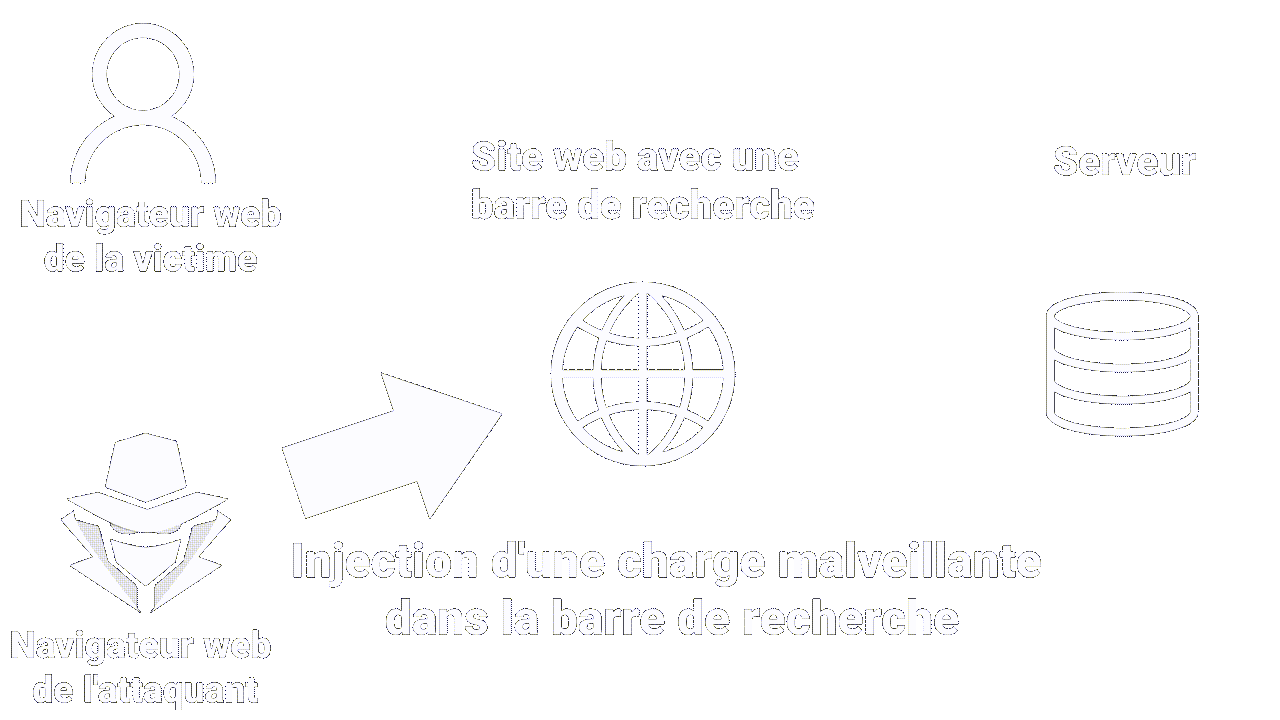 Navigateur web
de la victime
Site web avec une
barre de recherche
Serveur
Injection d'une charge malveillante
dans la barre de recherche
Navigateur web
de l'attaquant